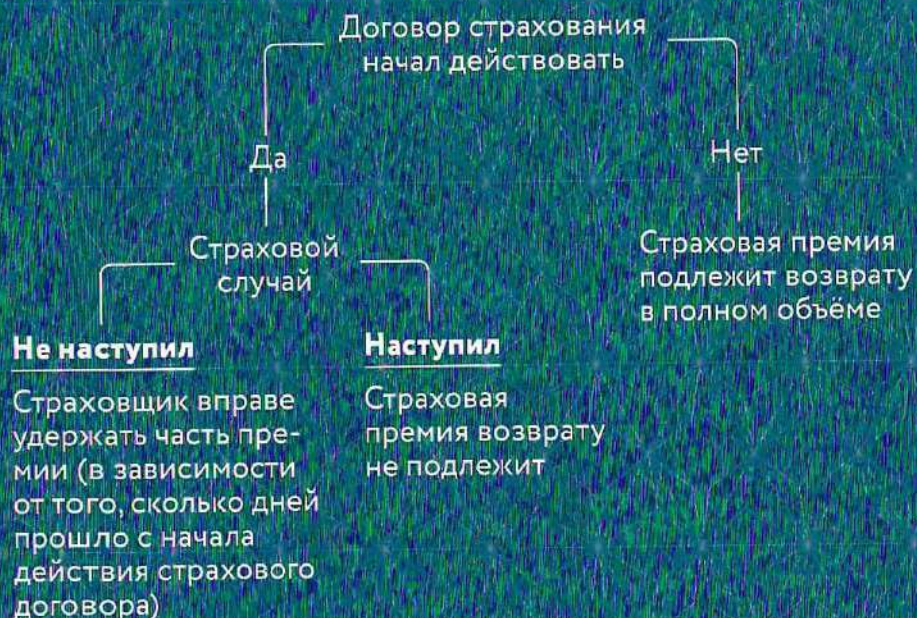 Договор страхования
начал действовать
Да
Нет
Страховой
случай
Страховая премия
подлежит возврату
в полном объёме
Не наступил
Страховщик вправе
удержать часть пре-
мии (в зависимости
от того, сколько дней
прошло с начала
действия страхового
договора)
Наступил
Страховая
премия возврату
не подлежит